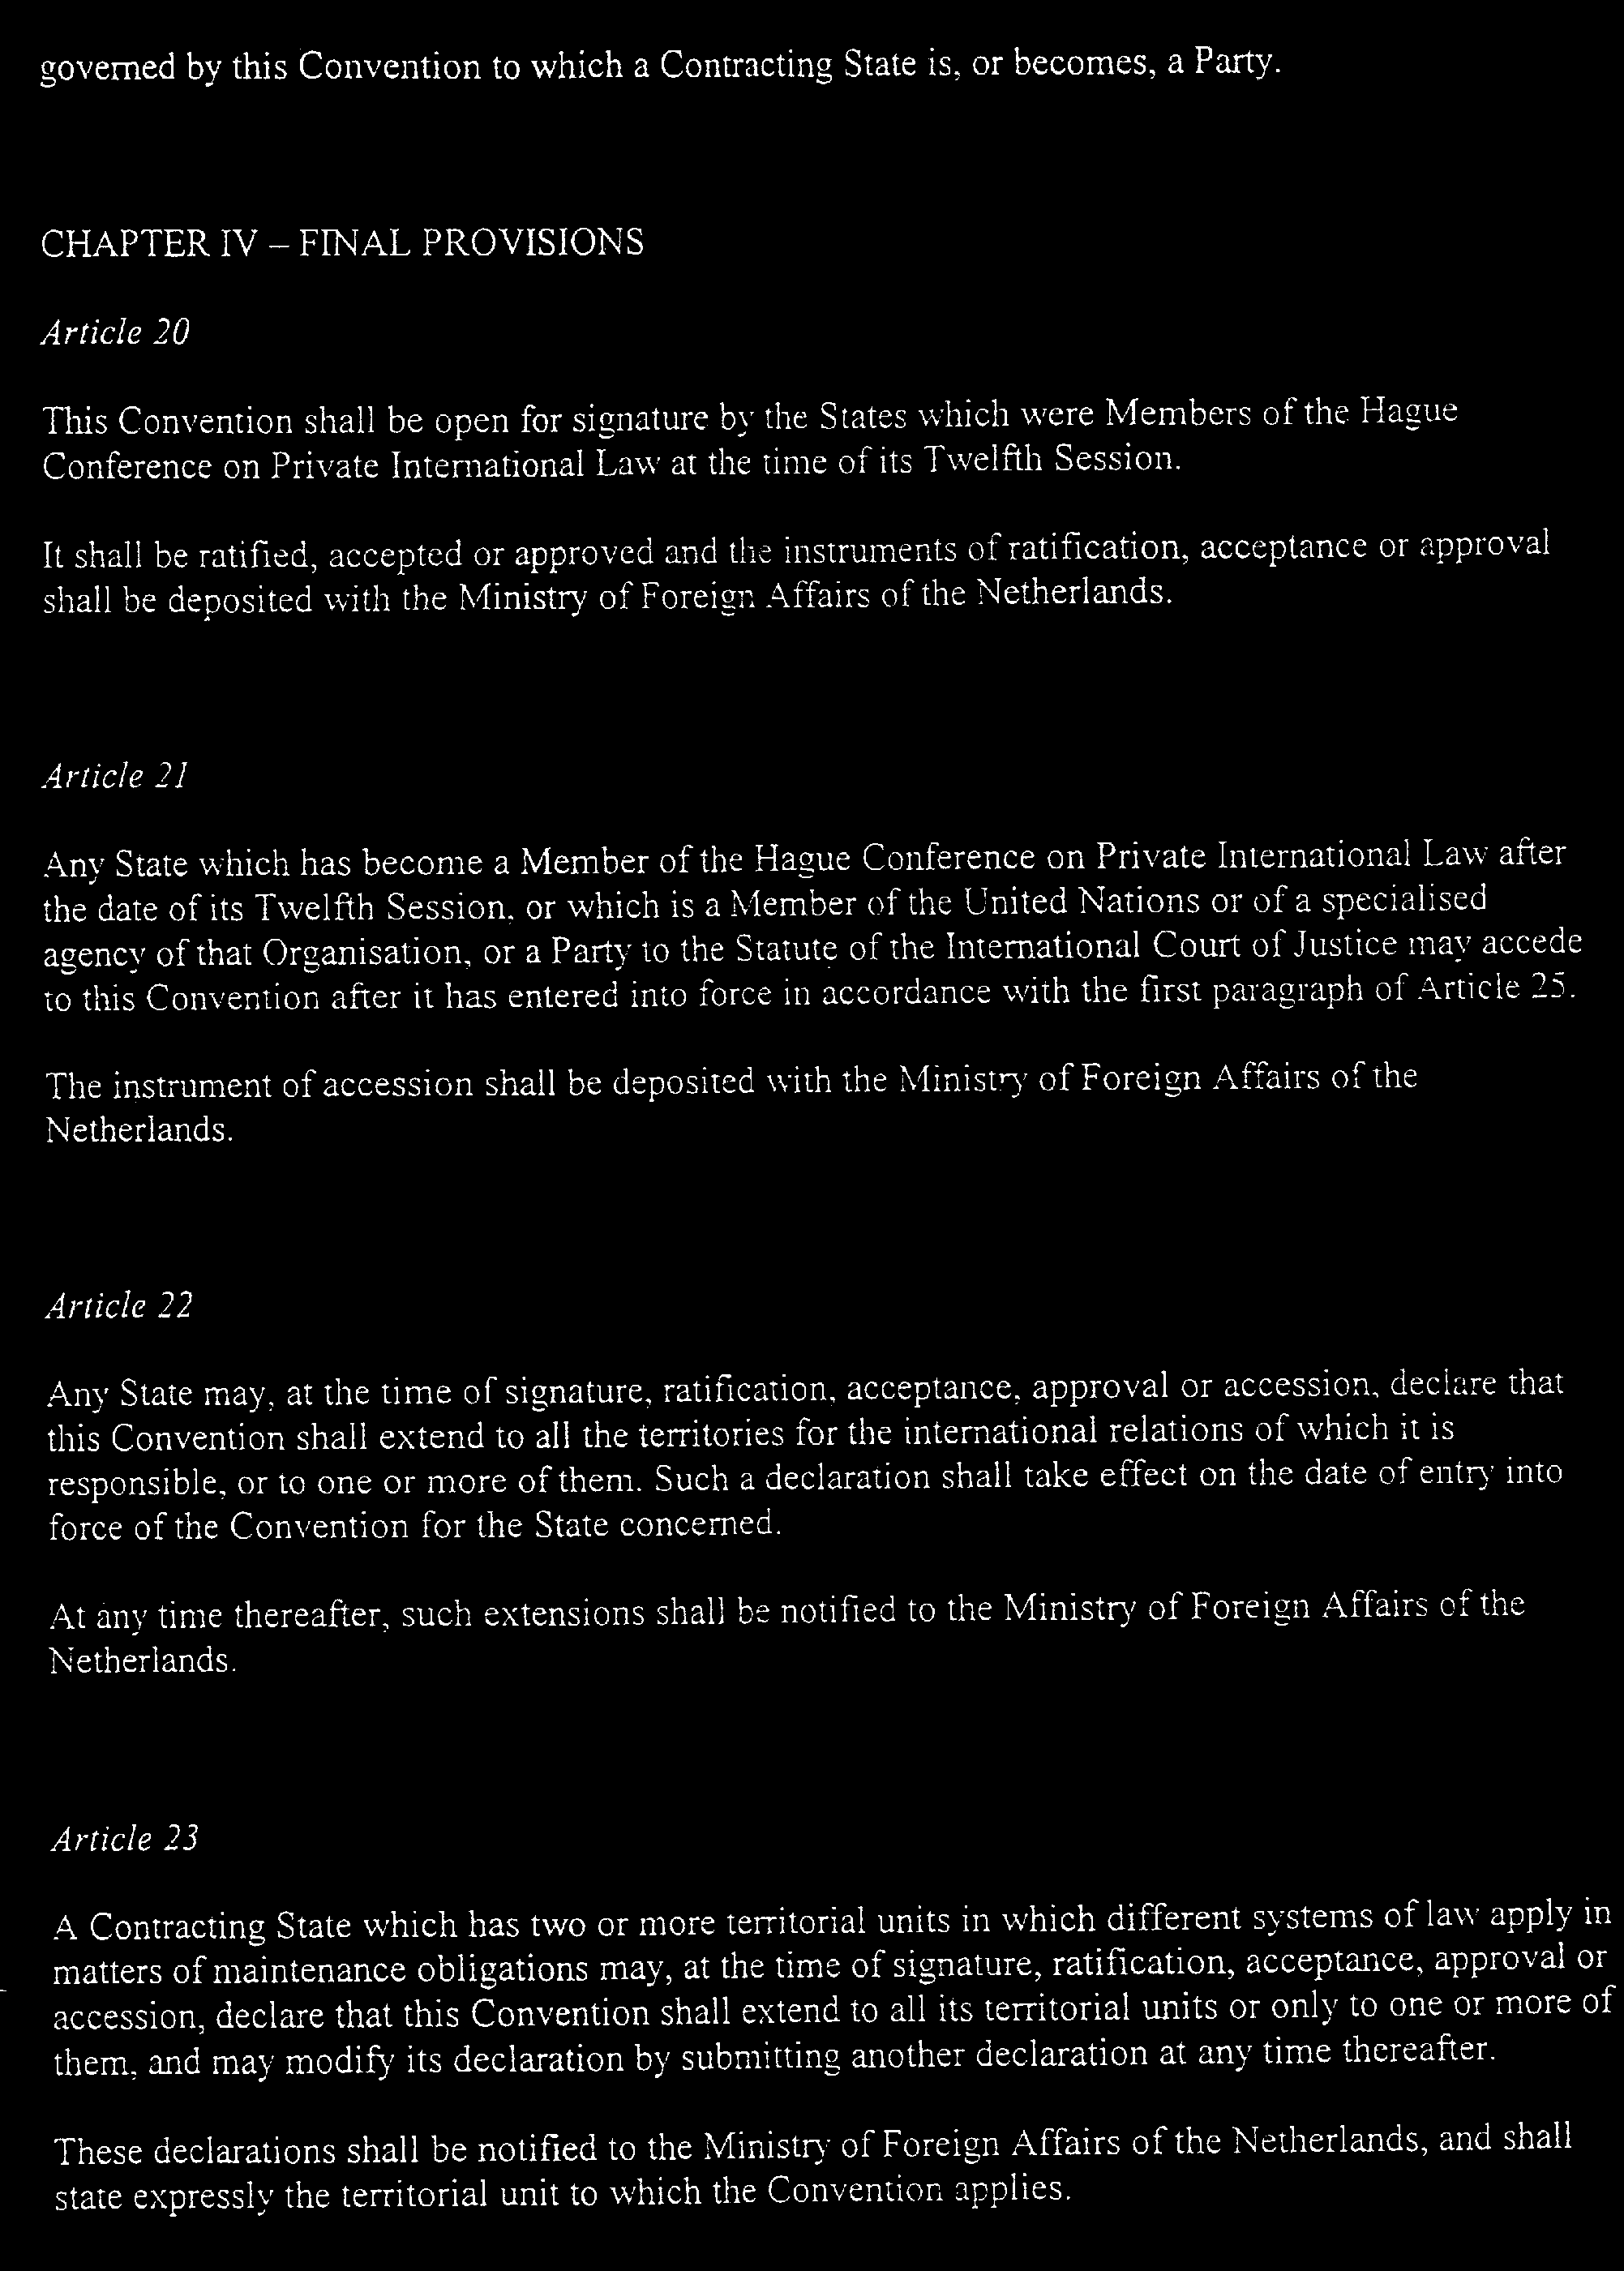 governed by this Convention to which a Contracting State is, or becomes, a Party.
CHAPTER IV – FINAL PROVISIONS
Article 20
This Convention shall be open for signature by the States which were Members of the Hague
Conference on Private International Law at the time of its Twelfth Session.
It shall be ratified, accepted or approved and the instruments of ratification, acceptance or approval
shall be deposited with the Ministry of Foreign Affairs of the Netherlands.
Article 21
Any State which has become a Member of the Hague Conference on Private International Law after
the date of its Twelfth Session, or which is a Member of the United Nations or of a specialised
agency of that Organisation, or a Party to the Statute of the International Court of Justice may accede
to this Convention after it has entered into force in accordance with the first paragraph of Article 25.
The instrument of accession shall be deposited with the Ministry of Foreign Affairs of the
Netherlands.
Article 22
Any State may, at the time of signature, ratification, acceptance, approval or accession, declare that
this Convention shall extend to all the territories for the international relations of which it is
responsible, or to one or more of them. Such a declaration shall take effect on the date of entry into
force of the Convention for the State concerned.
At any time thereafter, such extensions shall be notified to the Ministry of Foreign Affairs of the
Netherlands.
Article 23
A Contracting State which has two or more territorial units in which different systems of law apply in
matters of maintenance obligations may, at the time of signature, ratification, acceptance, approval or
accession, declare that this Convention shall extend to all its territorial units or only to one or more of
them, and may modify its declaration by submitting another declaration at any time thereafter.
These declarations shall be notified to the Ministry of Foreign Affairs of the Netherlands, and shall
state expressly the territorial unit to which the Convention applies.